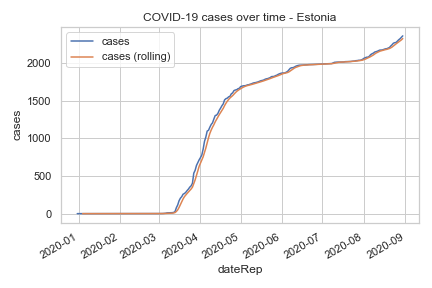 COVID-19 cases over time - Estonia
cases
cases (rolling)
2000
1500
1000
500
0
cases
2020-01
2020-02
2020-03
2020-04
2020-05
2020-06
2020-07
2020-08
2020-09
dateRep